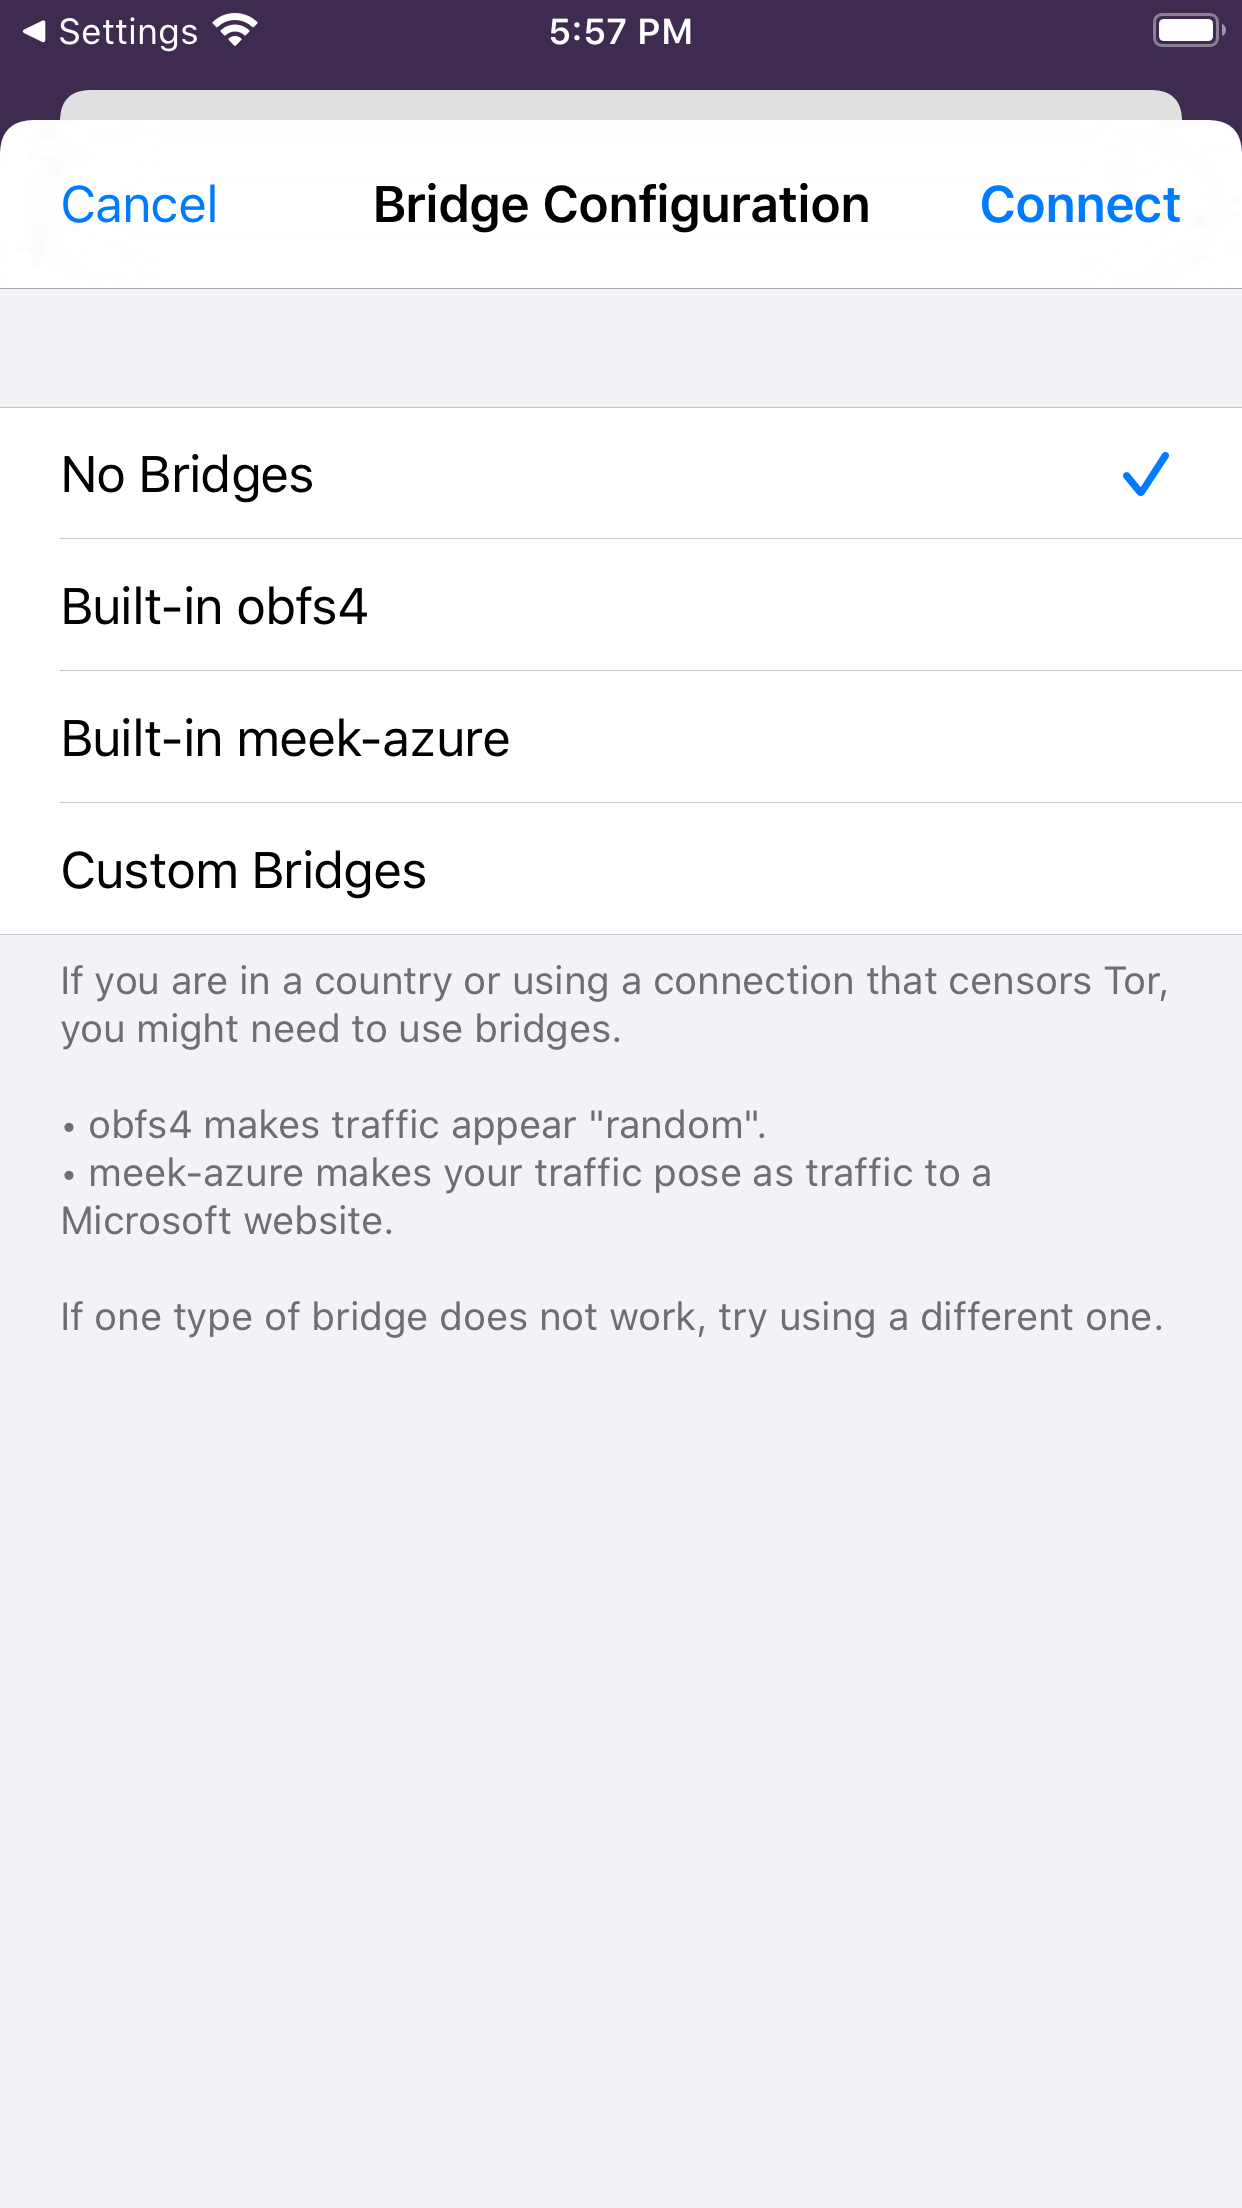 Settings
5:57 PM
Cancel
Bridge Configuration
Connect
No Bridges
Built-in obfs4
Built-in meek-azure
Custom Bridges
If you are in a country or using a connection that censors Tor,
you might need to use bridges.
• obfs4 makes traffic appear "random".
• meek-azure makes your traffic pose as traffic to a
Microsoft website.
If one type of bridge does not work, try using a different one.